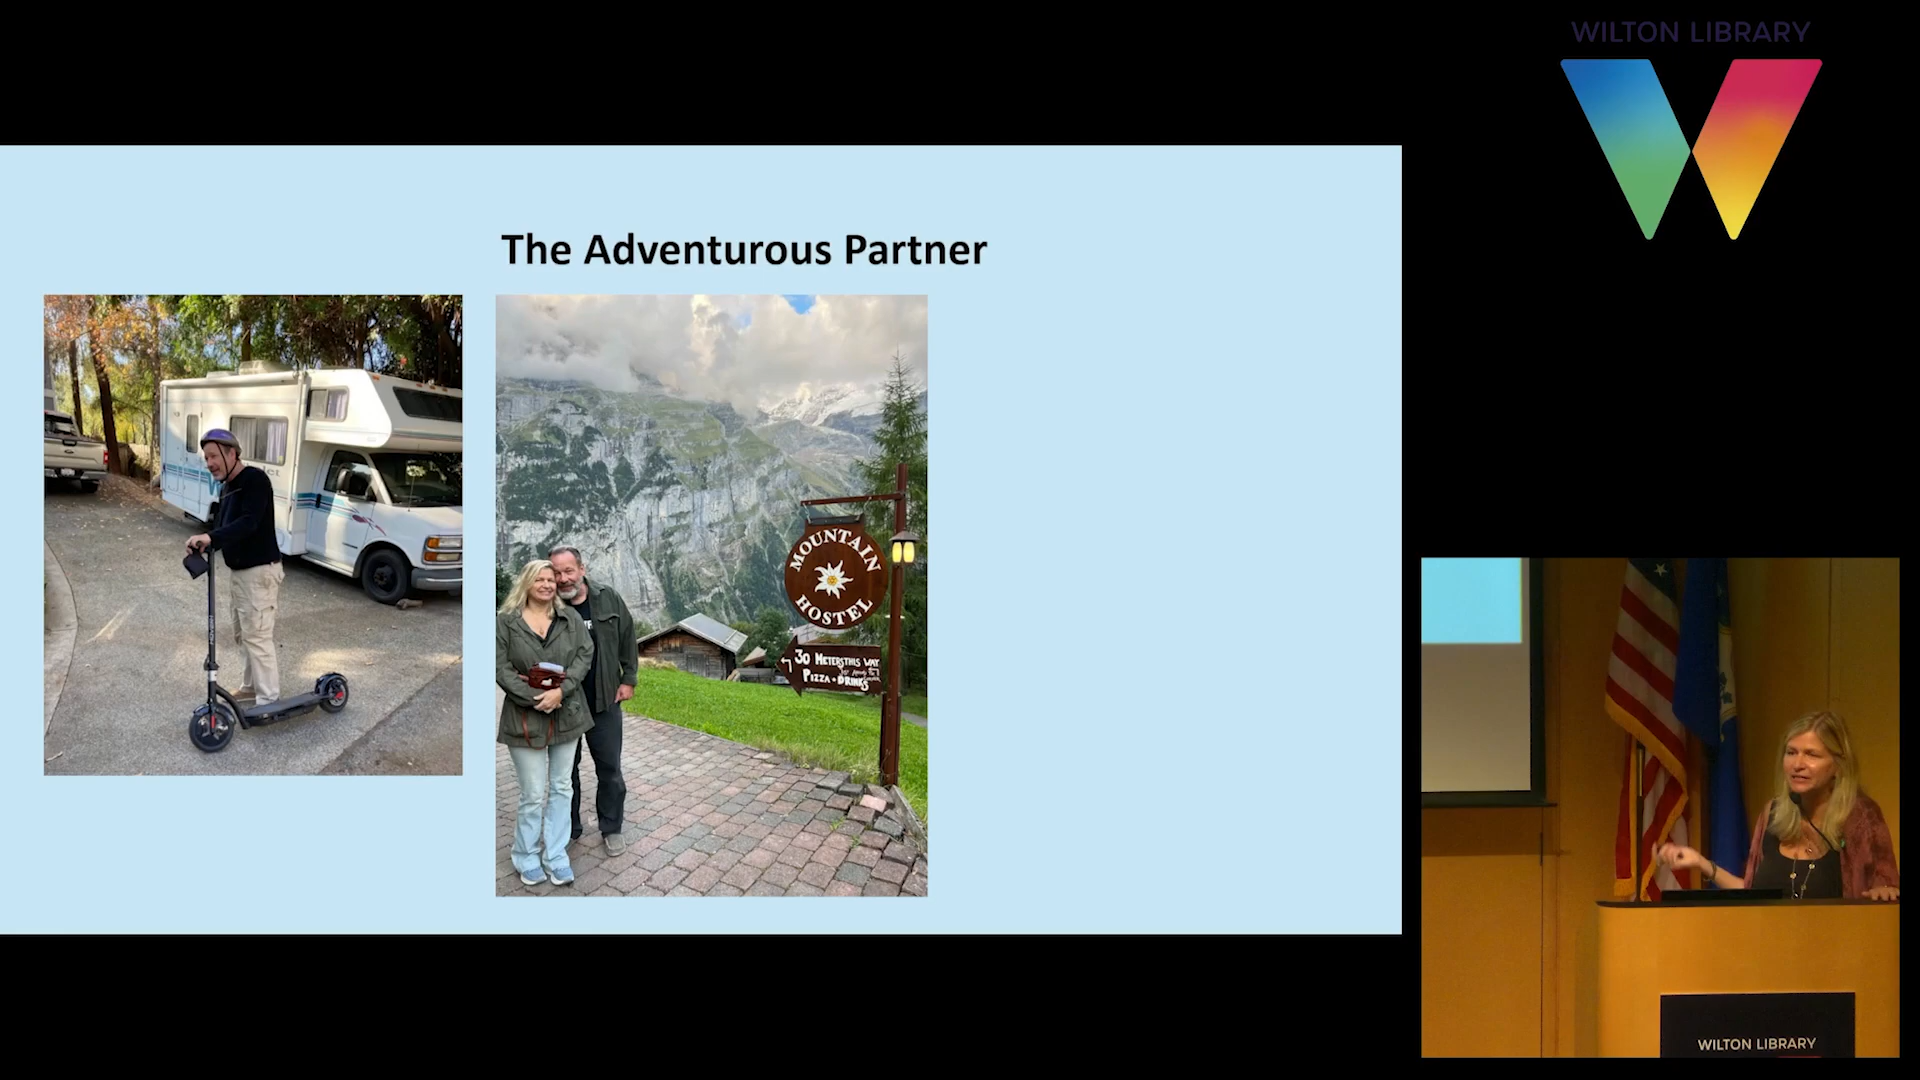 WILTON LIBRARY
The Adventurous Partner
MOUNTAIN
HOSTEL
30 METERS THIS WAY
PIZZA • DRINKS
WILTON LIBRARY